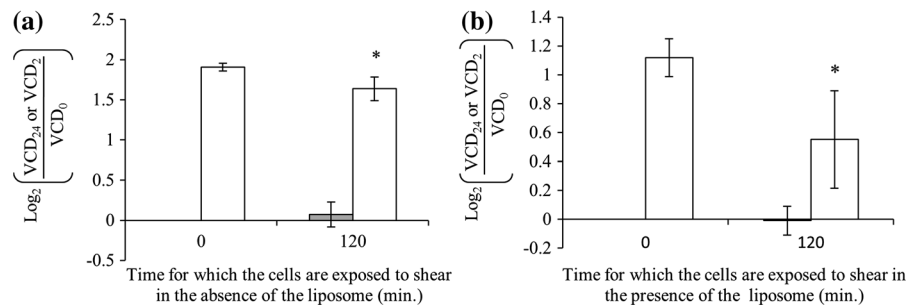 (a)
Log2 (VCD24 or VCD2 / VCD0)
2.5
2
1.5
1
0.5
0
-0.5
*
0 120
Time for which the cells are exposed to shear
in the absence of the liposome (min.)
(b)
Log2 (VCD24 or VCD2 / VCD0)
1.4
1.2
1
0.8
0.6
0.4
0.2
0
-0.2
*
0 120
Time for which the cells are exposed to shear in
the presence of the liposome (min.)